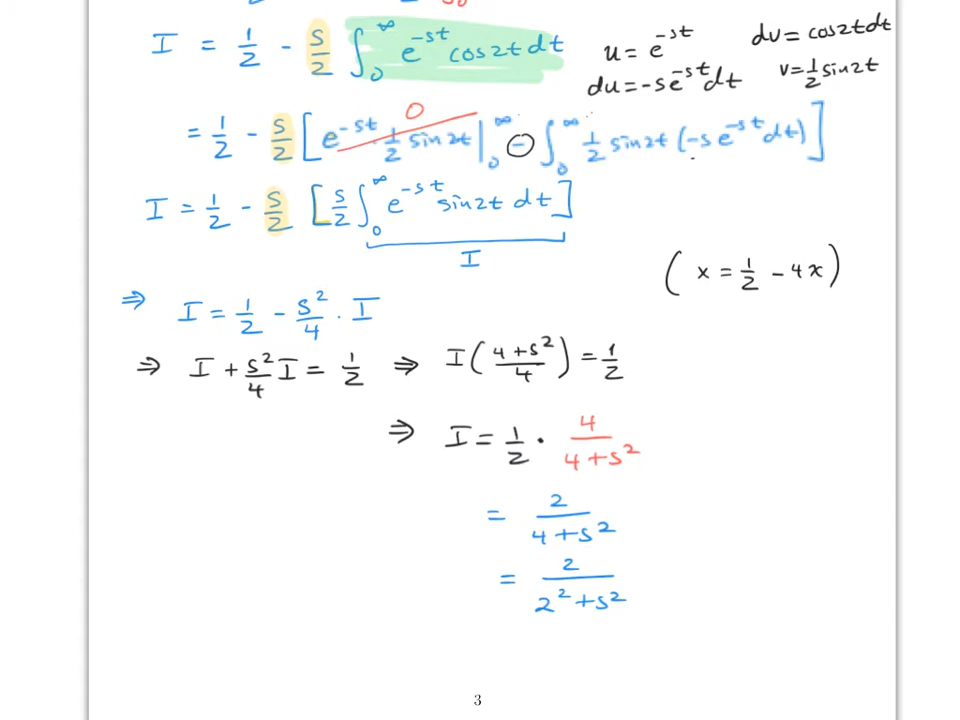 I = 1/2 - s/2 ∫₀^∞ e^{-st} cos2t dt
u = e^{-st}    dv = cos2t dt
du = -se^{-st} dt    v = 1/2 sin2t
= 1/2 - s/2 [ e^{-st} · 1/2 sin2t |₀^∞ - ∫₀^∞ 1/2 sin2t (-s e^{-st} dt) ]
0
I = 1/2 - s/2 [ s/2 ∫₀^∞ e^{-st} sin2t dt ]
I
( x = 1/2 - 4x )
⇒ I = 1/2 - s²/4 · I
⇒ I + s²/4 I = 1/2 ⇒ I( (4+s²)/4 ) = 1/2
⇒ I = 1/2 · 4/(4+s²)
= 2/(4+s²)
= 2/(2²+s²)
3